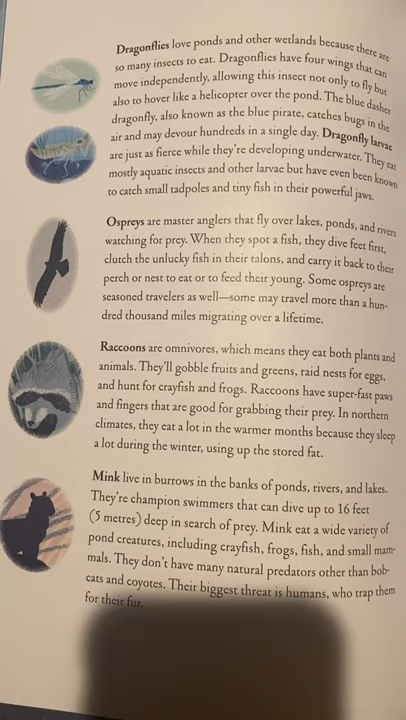 Dragonflies love ponds and other wetlands because there are
so many insects to eat. Dragonflies have four wings that can
move independently, allowing this insect not only to fly but
also to hover like a helicopter over the pond. The blue dasher
dragonfly, also known as the blue pirate, catches bugs in the
air and may devour hundreds in a single day. Dragonfly larvae
are just as fierce while they're developing underwater. They eat
mostly aquatic insects and other larvae but have even been known
to catch small tadpoles and tiny fish in their powerful jaws.
Ospreys are master anglers that fly over lakes, ponds, and rivers
watching for prey. When they spot a fish, they dive feet first,
clutch the unlucky fish in their talons, and carry it back to their
perch or nest to eat or to feed their young. Some ospreys are
seasoned travelers as well—some may travel more than a hun-
dred thousand miles migrating over a lifetime.
Raccoons are omnivores, which means they eat both plants and
animals. They'll gobble fruits and greens, raid nests for eggs,
and hunt for crayfish and frogs. Raccoons have super-fast paws
and fingers that are good for grabbing their prey. In northern
climates, they eat a lot in the warmer months because they sleep
a lot during the winter, using up the stored fat.
Mink live in burrows in the banks of ponds, rivers, and lakes.
They're champion swimmers that can dive up to 16 feet
(5 metres) deep in search of prey. Mink eat a wide variety of
pond creatures, including crayfish, frogs, fish, and small mam-
mals. They don't have many natural predators other than bob-
cats and coyotes. Their biggest threat is humans, who trap them
for their fur.